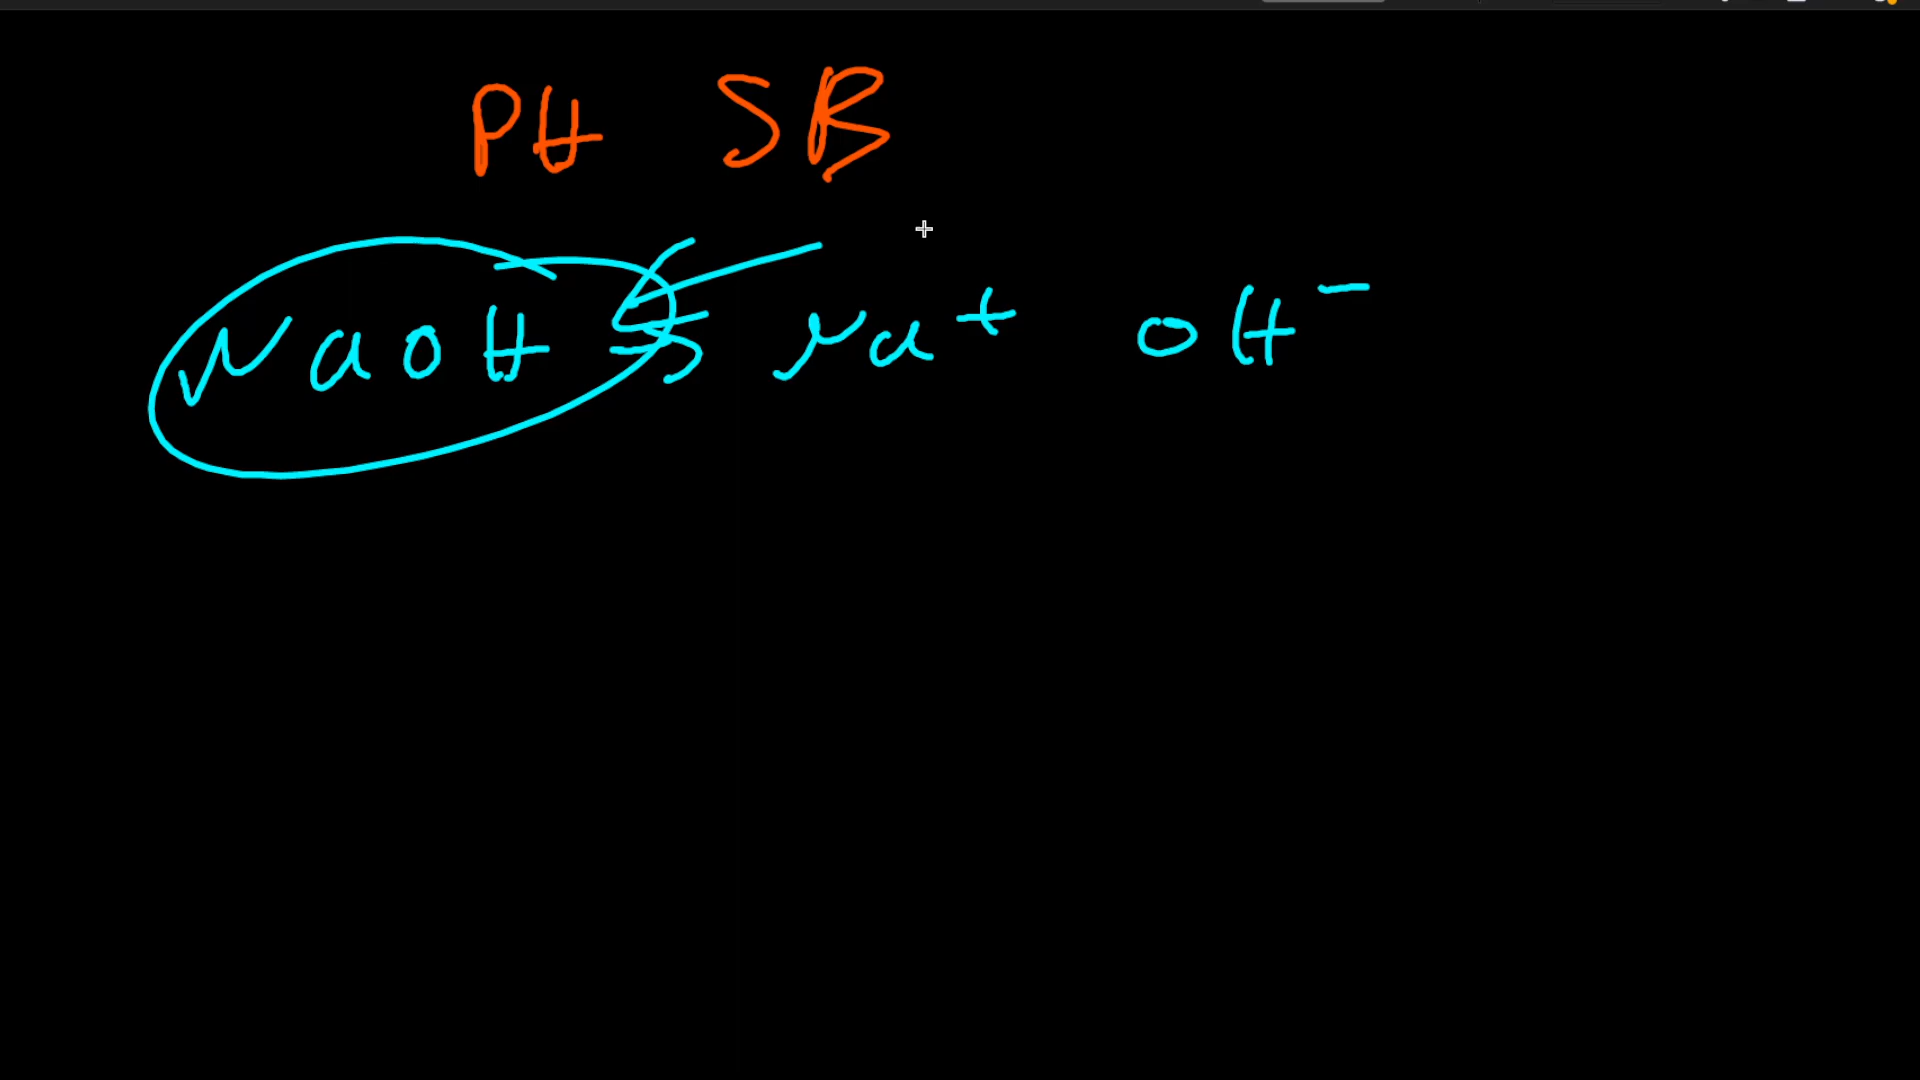 PH SB
NaOH ⇌ Na⁺ OH⁻